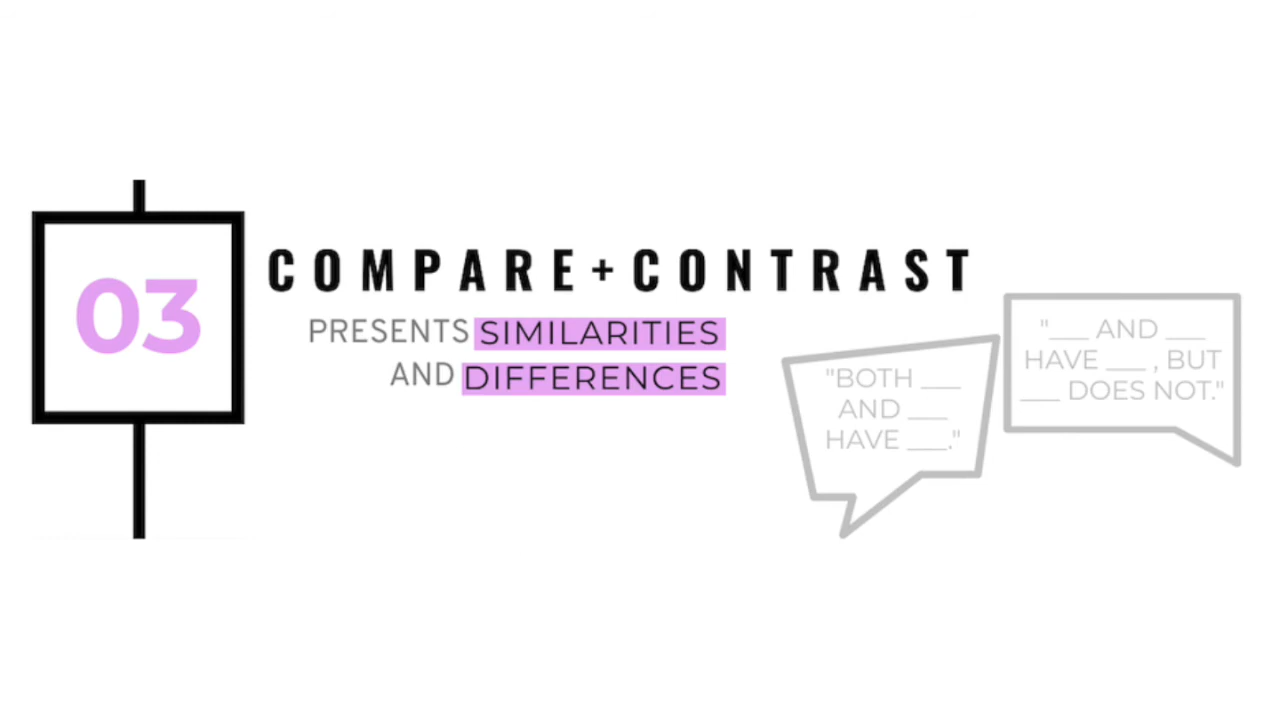 03
COMPARE+CONTRAST
PRESENTS SIMILARITIES
AND DIFFERENCES
"BOTH ___
AND ___
HAVE ___."
"___ AND ___
HAVE ___ , BUT
___ DOES NOT."